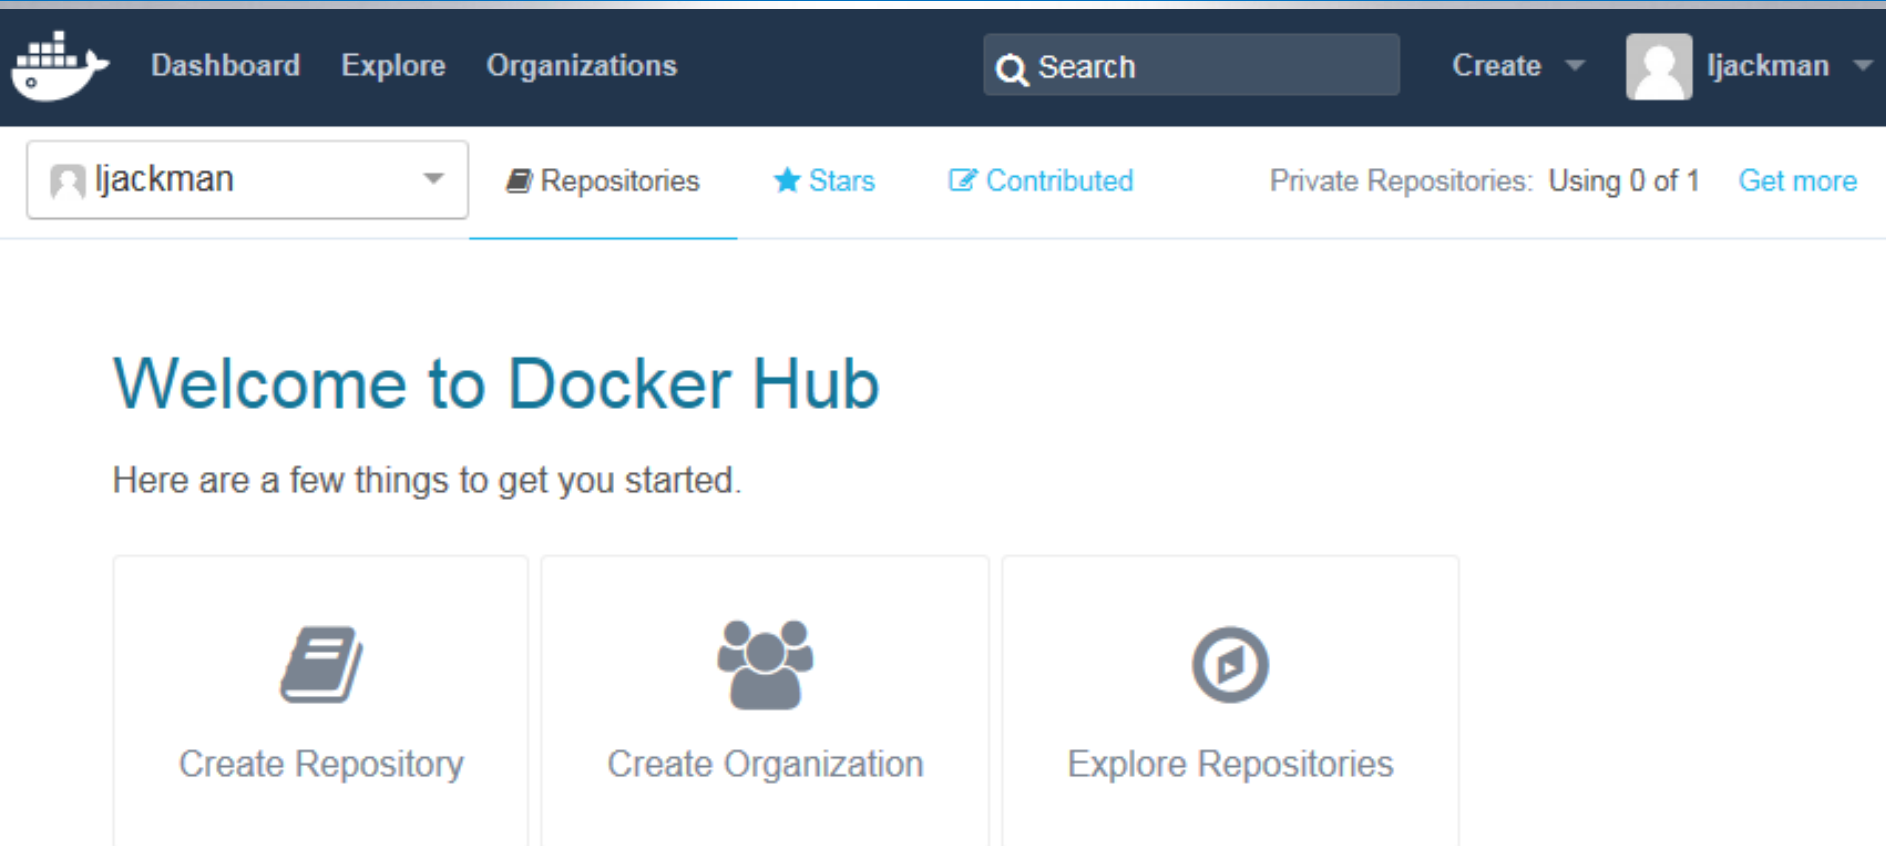 Dashboard Explore Organizations Search Create ljackman
ljackman Repositories Stars Contributed Private Repositories: Using 0 of 1 Get more
Welcome to Docker Hub
Here are a few things to get you started.
Create Repository Create Organization Explore Repositories